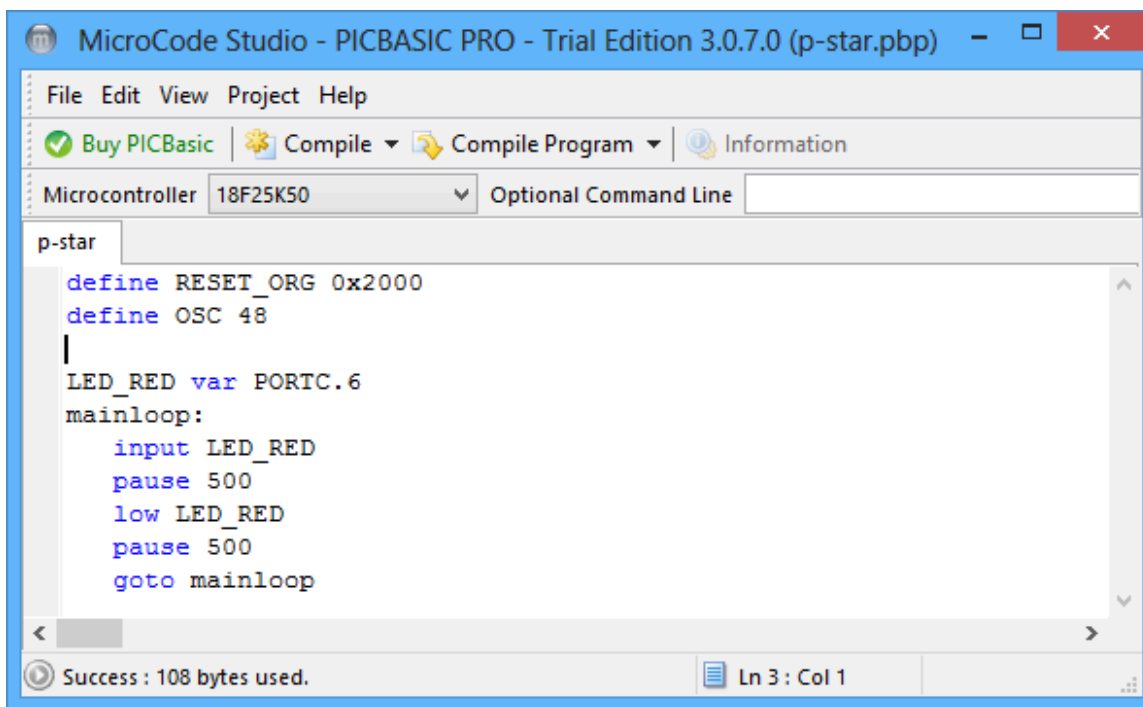 MicroCode Studio - PICBASIC PRO - Trial Edition 3.0.7.0 (p-star.pbp)
File Edit View Project Help
Buy PICBasic Compile Compile Program Information
Microcontroller 18F25K50 Optional Command Line
p-star
define RESET_ORG 0x2000
define OSC 48
LED_RED var PORTC.6
mainloop:
input LED_RED
pause 500
low LED_RED
pause 500
goto mainloop
Success : 108 bytes used. Ln 3 : Col 1